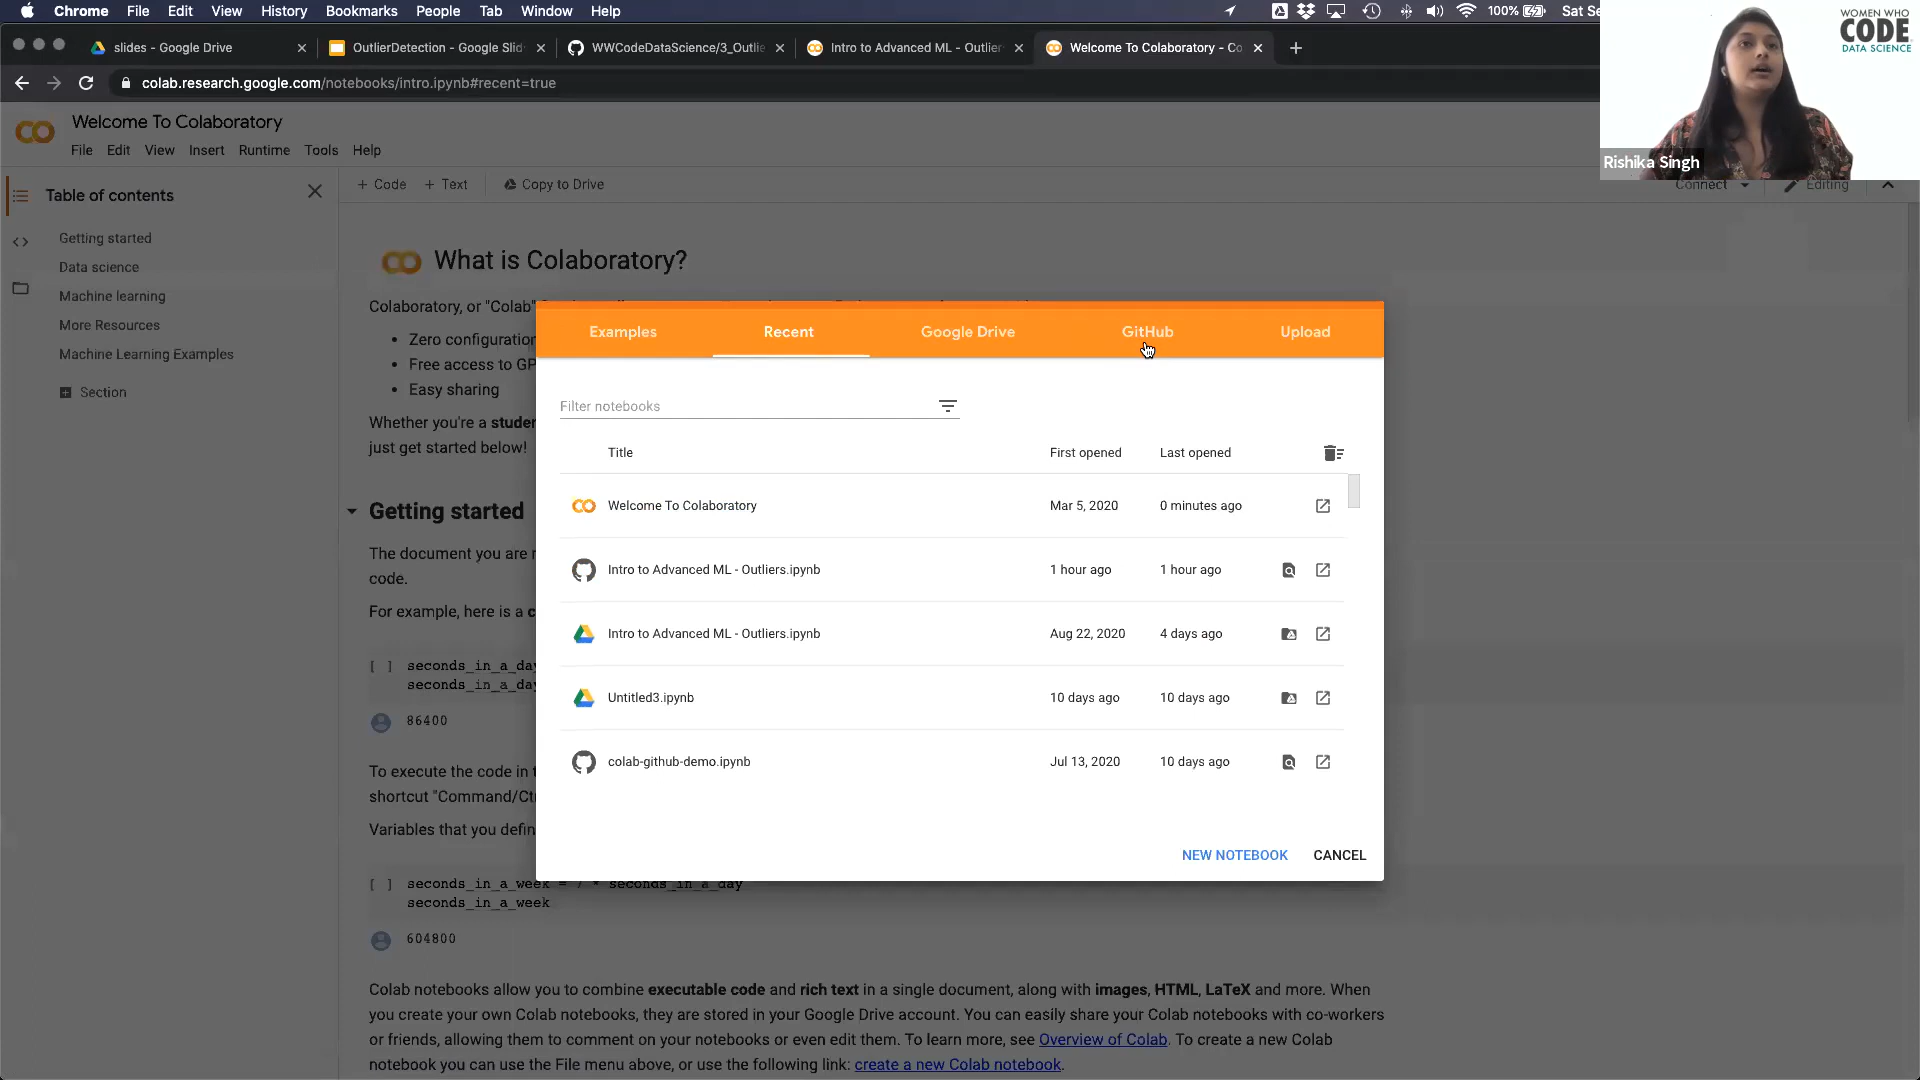 Chrome File Edit View History Bookmarks People Tab Window Help 100% Sat Se
slides - Google Drive OutlierDetection - Google Slid WWCodeDataScience/3_Outlie Intro to Advanced ML - Outlier Welcome To Colaboratory - Co
colab.research.google.com/notebooks/intro.ipynb#recent=true
WOMEN WHO
CODE
DATA SCIENCE
Rishika Singh
Welcome To Colaboratory
File Edit View Insert Runtime Tools Help
Table of contents
+ Code + Text Copy to Drive
Connect Editing
Getting started
Data science
Machine learning
More Resources
Machine Learning Examples
Section
What is Colaboratory?
Colaboratory, or "Colab"
Zero configuration
Free access to GP
Easy sharing
Whether you're a studen
just get started below!
Getting started
The document you are r
code.
For example, here is a c
[ ] seconds_in_a_day
seconds_in_a_day
86400
To execute the code in t
shortcut "Command/Ctr
Variables that you defin
[ ] seconds_in_a_week = 7 * seconds_in_a_day
seconds_in_a_week
604800
Colab notebooks allow you to combine executable code and rich text in a single document, along with images, HTML, LaTeX and more. When
you create your own Colab notebooks, they are stored in your Google Drive account. You can easily share your Colab notebooks with co-workers
or friends, allowing them to comment on your notebooks or even edit them. To learn more, see Overview of Colab. To create a new Colab
notebook you can use the File menu above, or use the following link: create a new Colab notebook.
Examples Recent Google Drive GitHub Upload
Filter notebooks
Title First opened Last opened
Welcome To Colaboratory Mar 5, 2020 0 minutes ago
Intro to Advanced ML - Outliers.ipynb 1 hour ago 1 hour ago
Intro to Advanced ML - Outliers.ipynb Aug 22, 2020 4 days ago
Untitled3.ipynb 10 days ago 10 days ago
colab-github-demo.ipynb Jul 13, 2020 10 days ago
NEW NOTEBOOK CANCEL